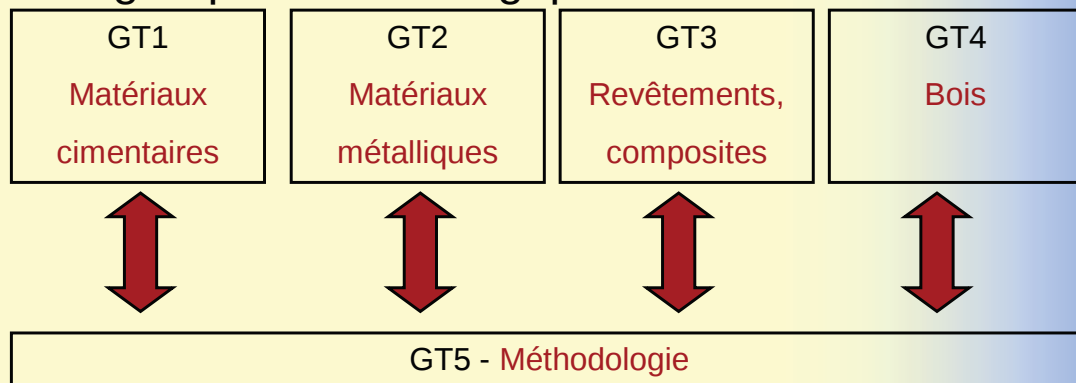 GT1
Matériaux
cimentaires
GT2
Matériaux
métalliques
GT3
Revêtements,
composites
GT4
Bois
GT5 - Méthodologie